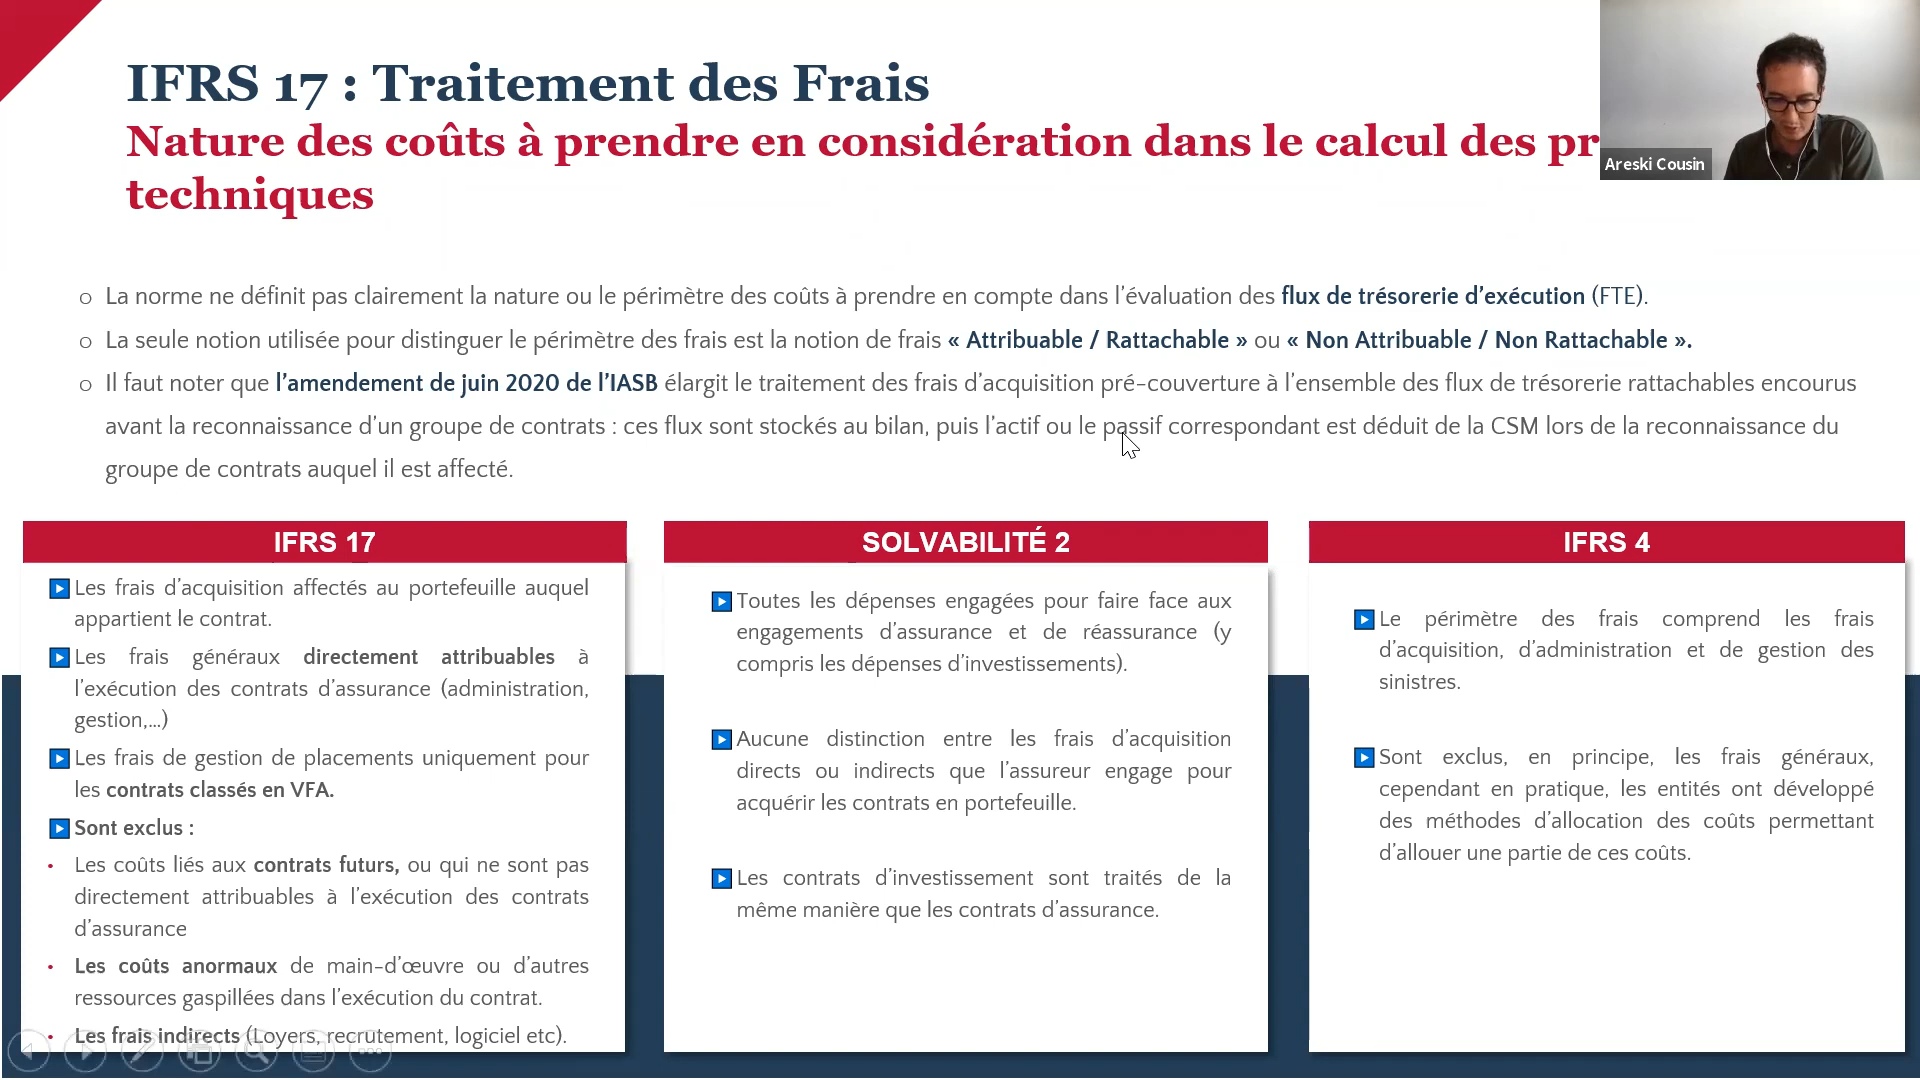 IFRS 17 : Traitement des Frais
Nature des coûts à prendre en considération dans le calcul des pr
techniques
Areski Cousin
o La norme ne définit pas clairement la nature ou le périmètre des coûts à prendre en compte dans l’évaluation des flux de trésorerie d’exécution (FTE).
o La seule notion utilisée pour distinguer le périmètre des frais est la notion de frais « Attribuable / Rattachable » ou « Non Attribuable / Non Rattachable ».
o Il faut noter que l’amendement de juin 2020 de l’IASB élargit le traitement des frais d’acquisition pré-couverture à l’ensemble des flux de trésorerie rattachables encourus
avant la reconnaissance d’un groupe de contrats : ces flux sont stockés au bilan, puis l’actif ou le passif correspondant est déduit de la CSM lors de la reconnaissance du
groupe de contrats auquel il est affecté.
IFRS 17
Les frais d’acquisition affectés au portefeuille auquel
appartient le contrat.
Les frais généraux directement attribuables à
l’exécution des contrats d’assurance (administration,
gestion,...)
Les frais de gestion de placements uniquement pour
les contrats classés en VFA.
Sont exclus :
• Les coûts liés aux contrats futurs, ou qui ne sont pas
directement attribuables à l’exécution des contrats
d’assurance
• Les coûts anormaux de main-d’œuvre ou d’autres
ressources gaspillées dans l’exécution du contrat.
• Les frais indirects (Loyers, recrutement, logiciel etc).
SOLVABILITÉ 2
Toutes les dépenses engagées pour faire face aux
engagements d’assurance et de réassurance (y
compris les dépenses d’investissements).
Aucune distinction entre les frais d’acquisition
directs ou indirects que l’assureur engage pour
acquérir les contrats en portefeuille.
Les contrats d’investissement sont traités de la
même manière que les contrats d’assurance.
IFRS 4
Le périmètre des frais comprend les frais
d’acquisition, d’administration et de gestion des
sinistres.
Sont exclus, en principe, les frais généraux,
cependant en pratique, les entités ont développé
des méthodes d’allocation des coûts permettant
d’allouer une partie de ces coûts.